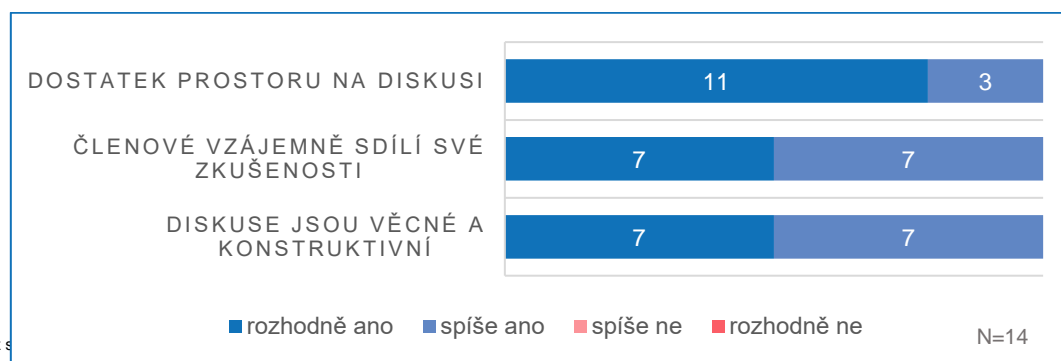 DOSTATEK PROSTORU NA DISKUSI
11 3
ČLENOVÉ VZÁJEMNĚ SDÍLÍ SVÉ
ZKUŠENOSTI
7 7
DISKUSE JSOU VĚCNÉ A
KONSTRUKTIVNÍ
7 7
rozhodně ano spíše ano spíše ne rozhodně ne
N=14